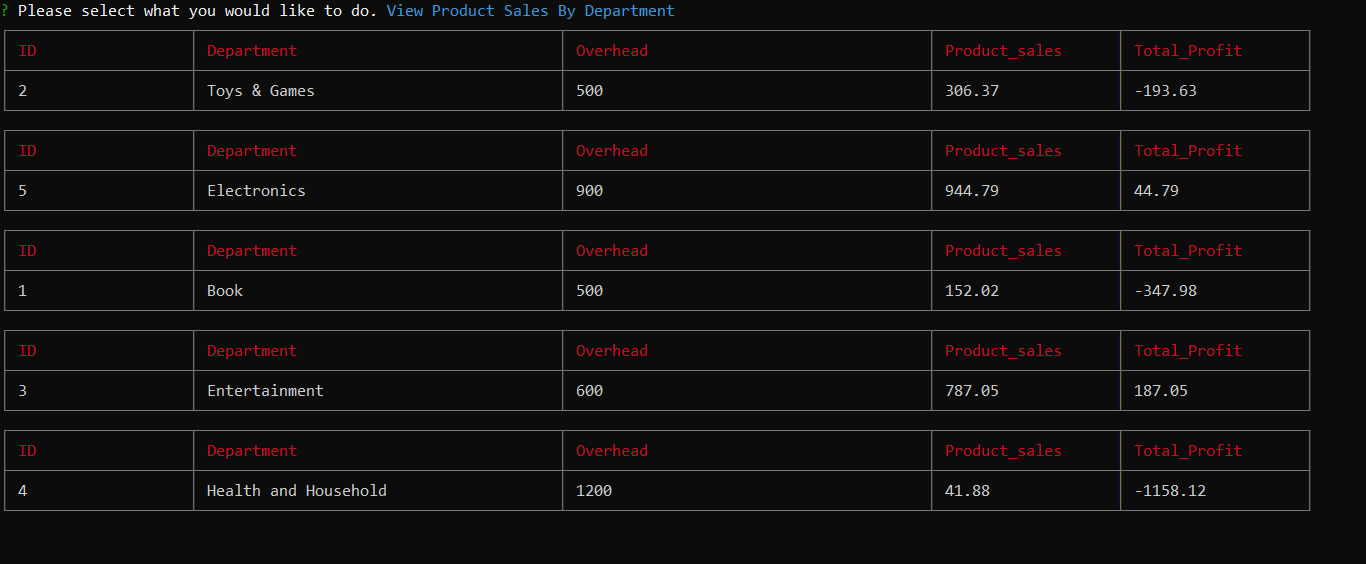 ? Please select what you would like to do. View Product Sales By Department
ID Department Overhead Product_sales Total_Profit
2 Toys & Games 500 306.37 -193.63
ID Department Overhead Product_sales Total_Profit
5 Electronics 900 944.79 44.79
ID Department Overhead Product_sales Total_Profit
1 Book 500 152.02 -347.98
ID Department Overhead Product_sales Total_Profit
3 Entertainment 600 787.05 187.05
ID Department Overhead Product_sales Total_Profit
4 Health and Household 1200 41.88 -1158.12